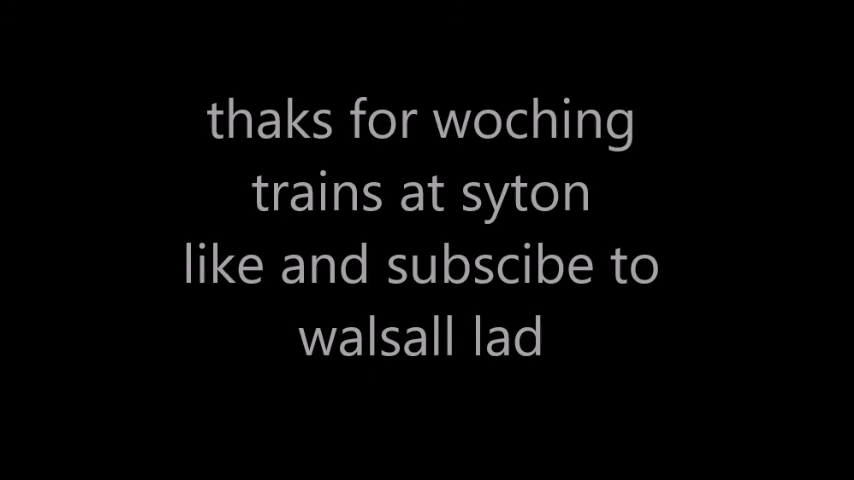 thaks for woching
trains at syton
like and subscibe to
walsall lad